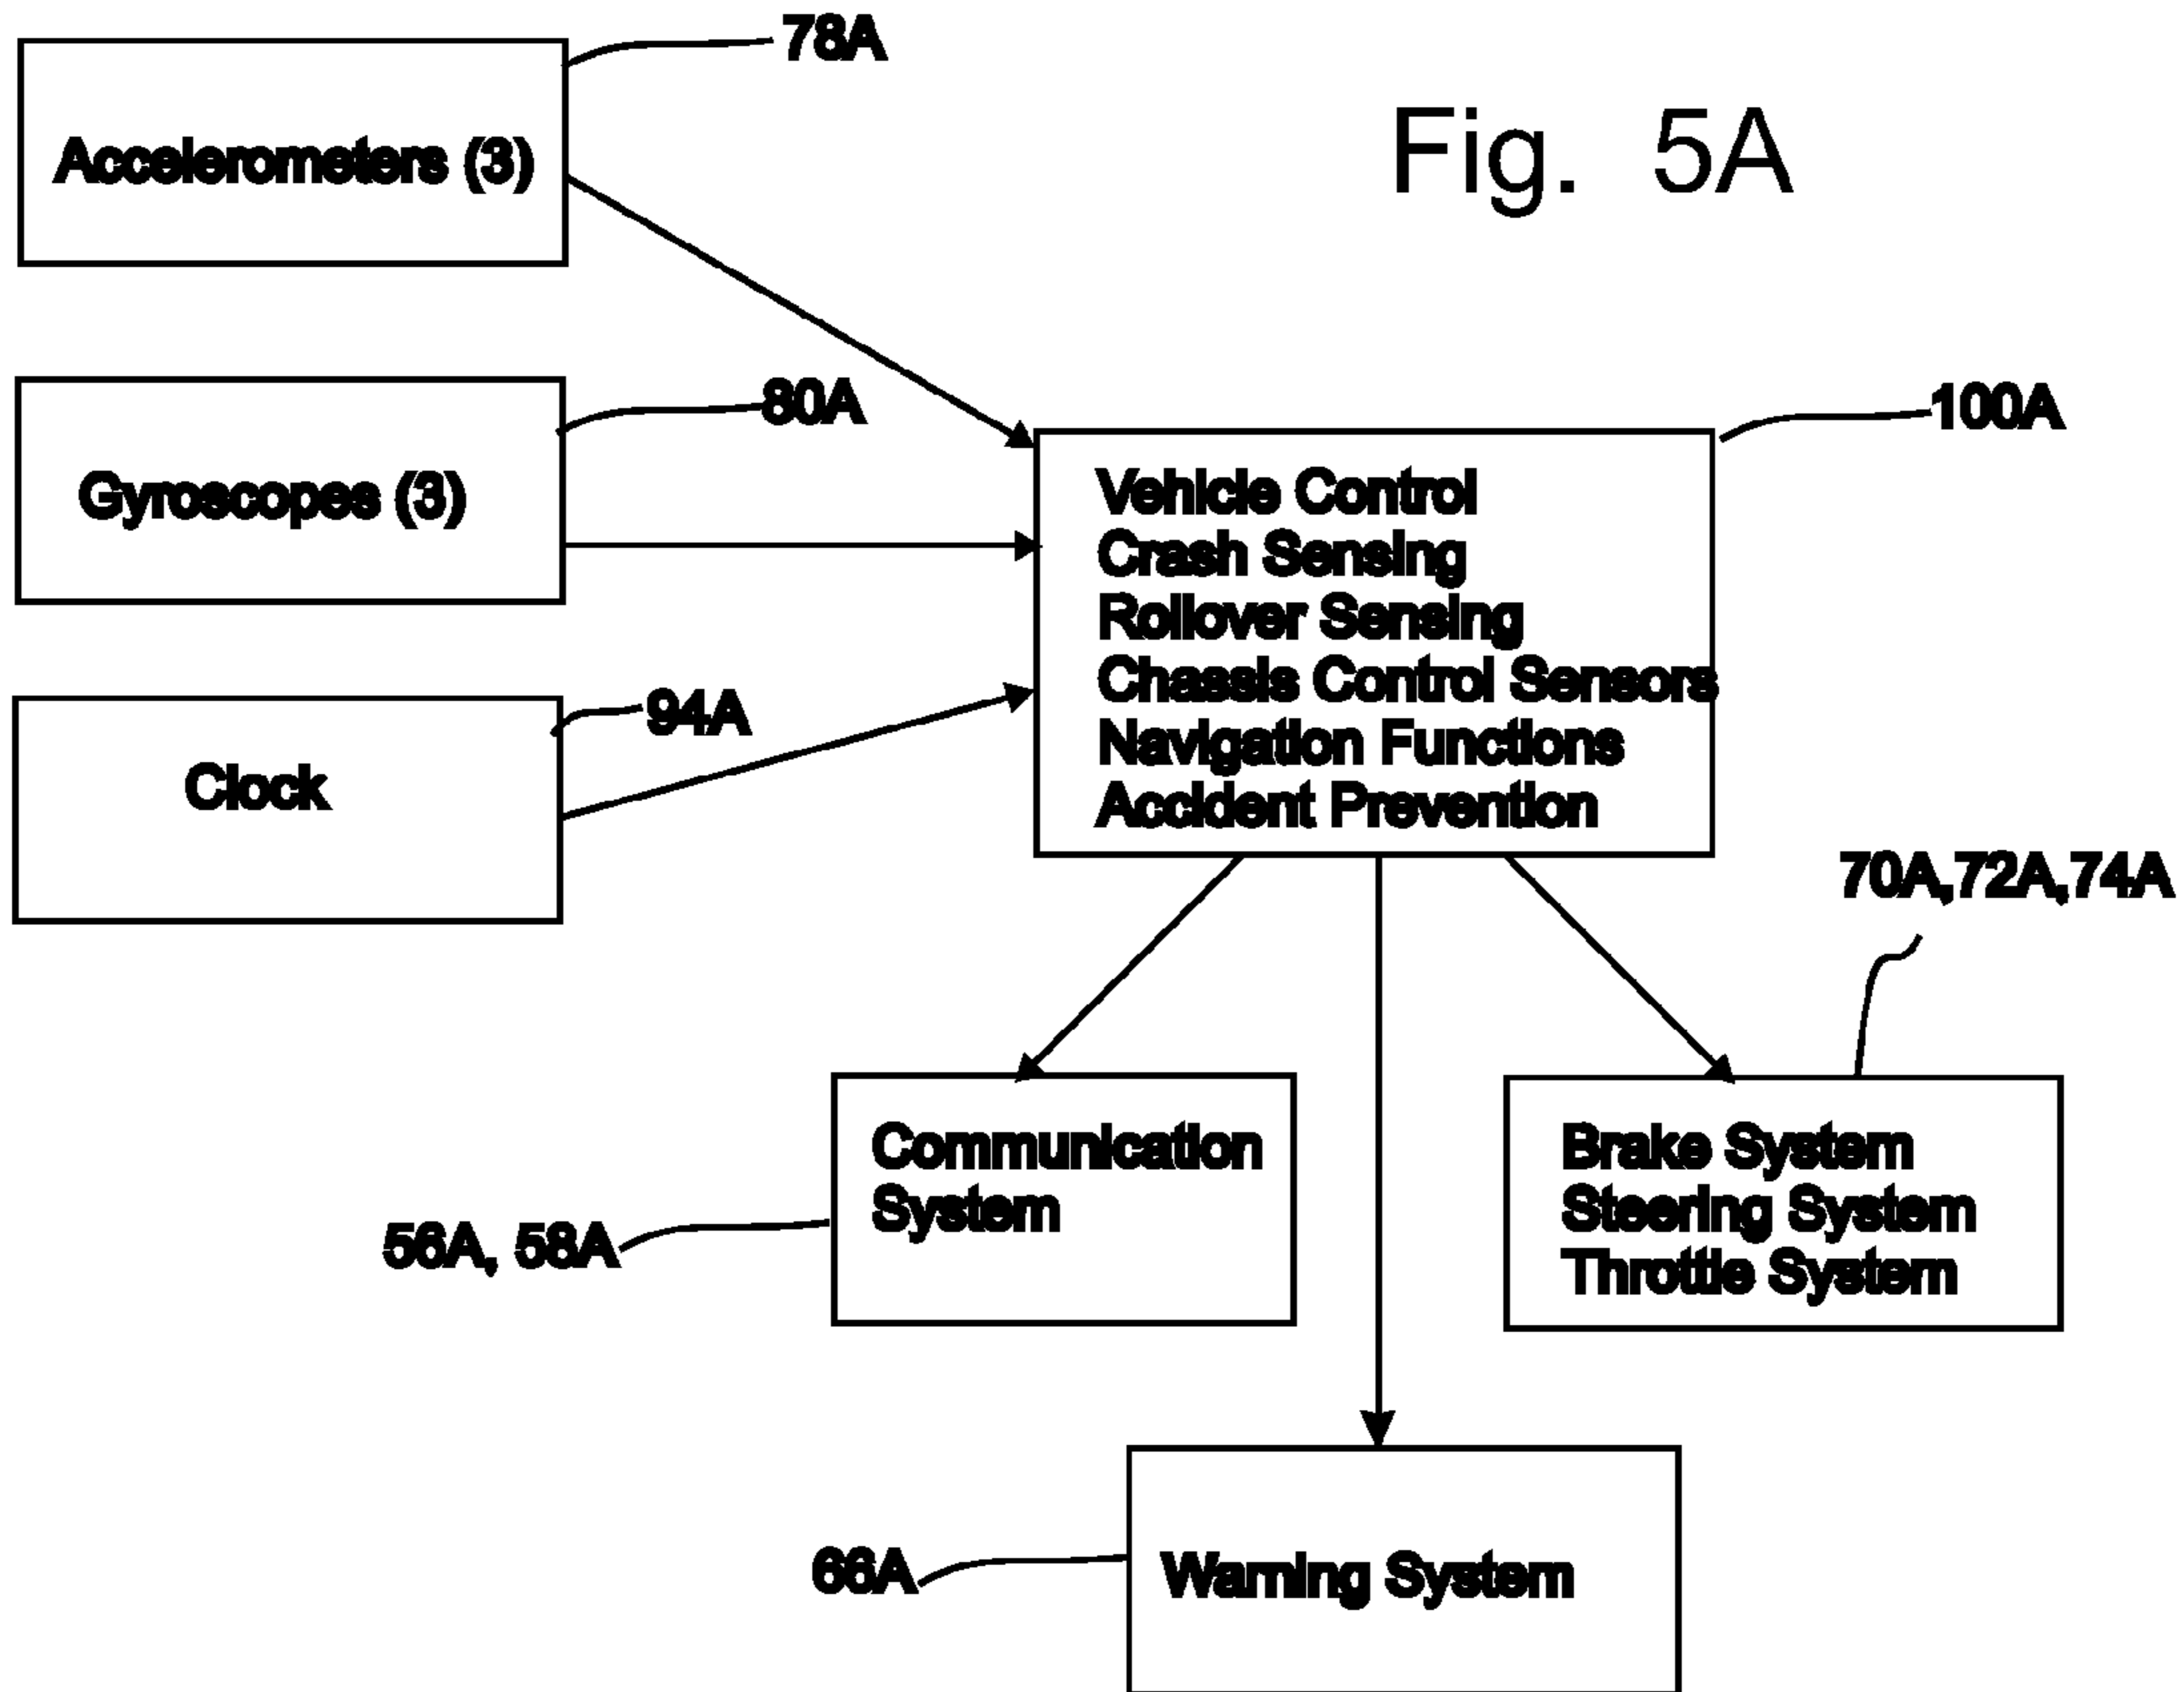 78A
Fig. 5A
Accelerometers (3)
80A
100A
Gyroscopes (3)
Vehicle Control
Crash Sensing
Rollover Sensing
Chassis Control Sensors
Navigation Functions
Accident Prevention
94A
Clock
70A,72A,74A
Communication
System
56A, 58A
Brake System
Steering System
Throttle System
66A
Warning System